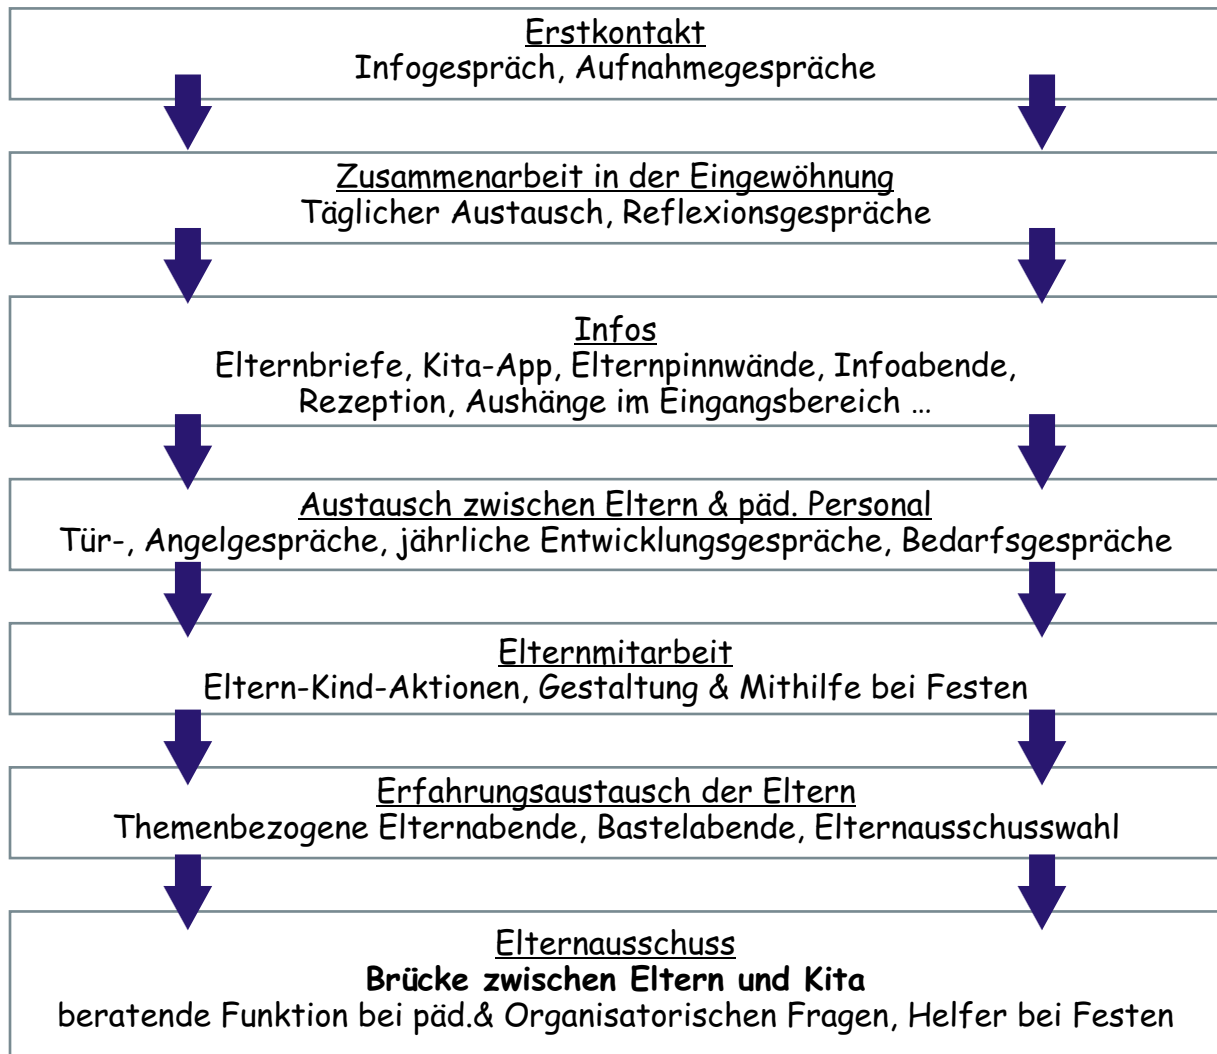 Erstkontakt
Infogespräch, Aufnahmegespräche
Zusammenarbeit in der Eingewöhnung
Täglicher Austausch, Reflexionsgespräche
Infos
Elternbriefe, Kita-App, Elternpinnwände, Infoabende,
Rezeption, Aushänge im Eingangsbereich …
Austausch zwischen Eltern & päd. Personal
Tür-, Angelgespräche, jährliche Entwicklungsgespräche, Bedarfsgespräche
Elternmitarbeit
Eltern-Kind-Aktionen, Gestaltung & Mithilfe bei Festen
Erfahrungsaustausch der Eltern
Themenbezogene Elternabende, Bastelabende, Elternausschusswahl
Elternausschuss
Brücke zwischen Eltern und Kita
beratende Funktion bei päd.& Organisatorischen Fragen, Helfer bei Festen